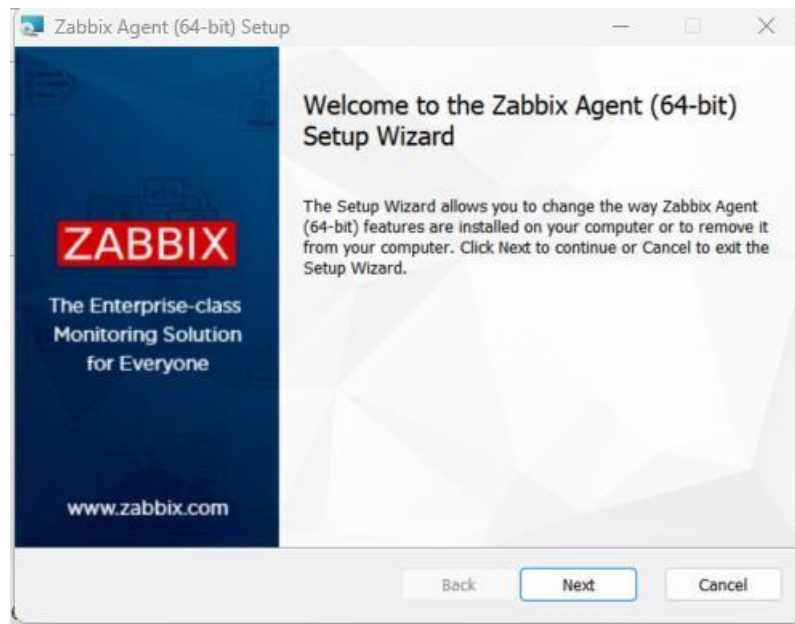 Zabbix Agent (64-bit) Setup
Welcome to the Zabbix Agent (64-bit)
Setup Wizard
The Setup Wizard allows you to change the way Zabbix Agent
(64-bit) features are installed on your computer or to remove it
from your computer. Click Next to continue or Cancel to exit the
Setup Wizard.
ZABBIX
The Enterprise-class
Monitoring Solution
for Everyone
www.zabbix.com
Back
Next
Cancel